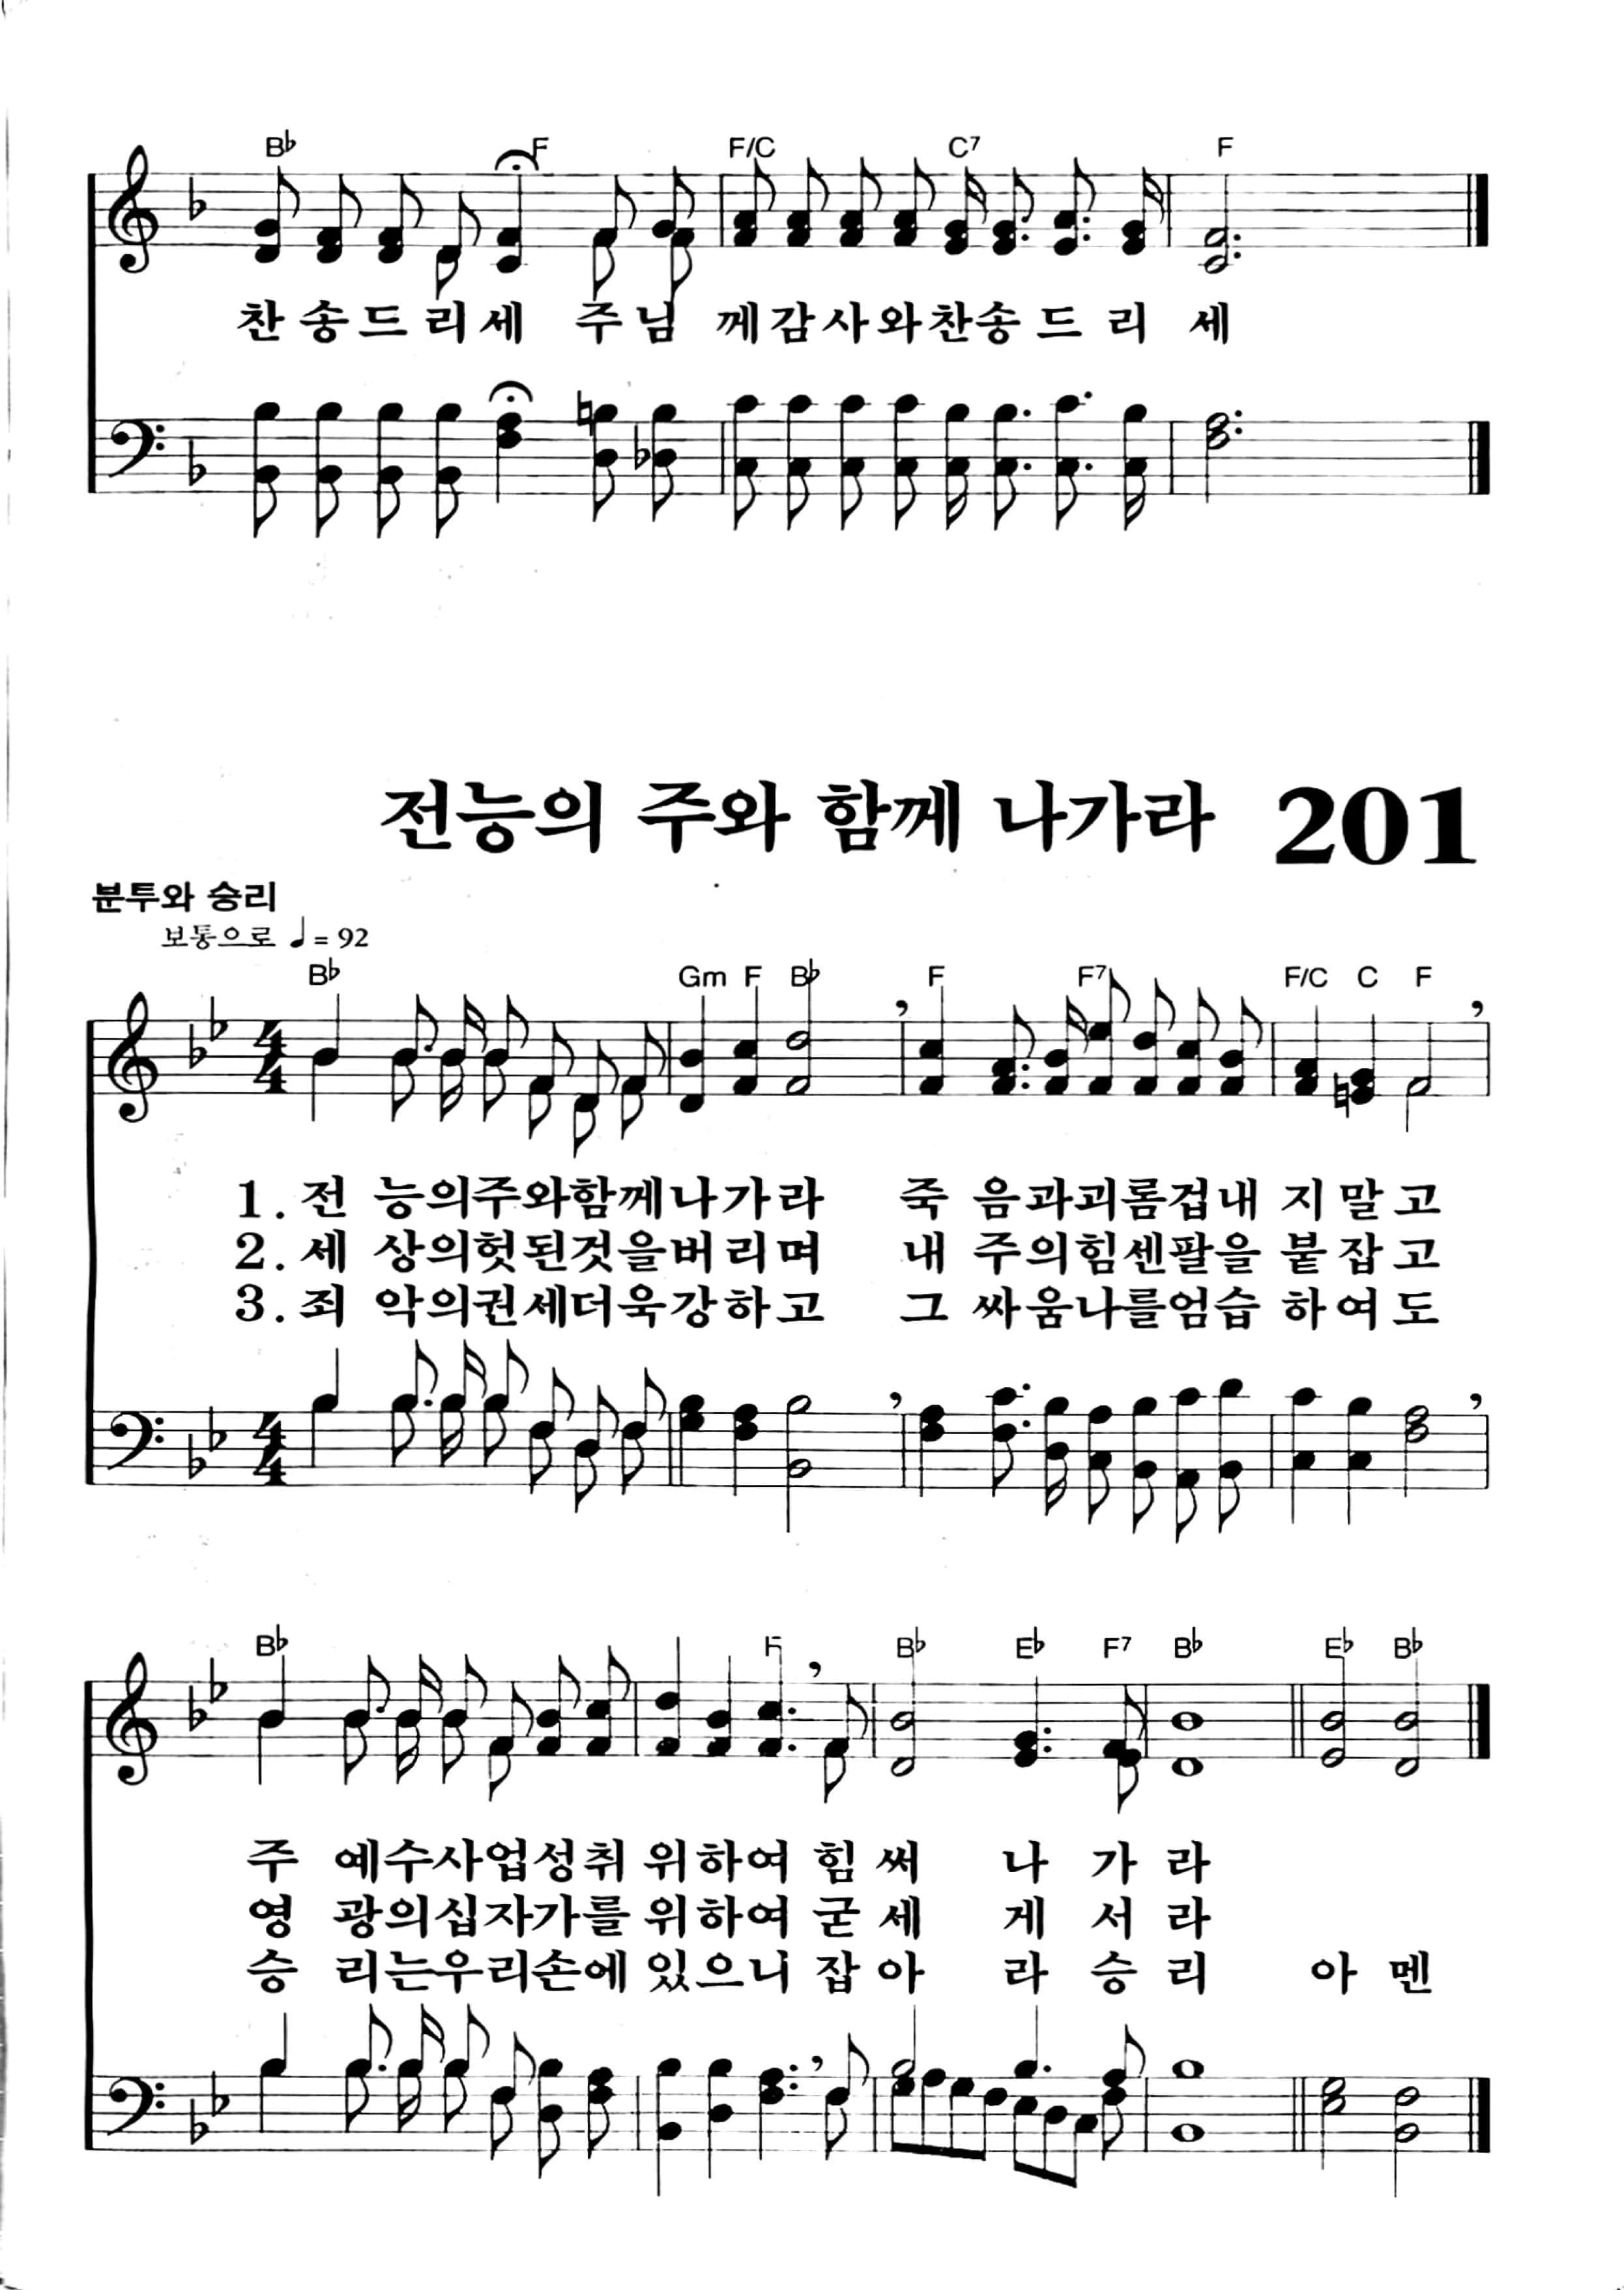 B♭ F F/C C7 F
찬송드리세 주님 께감사와찬송드 리 세
전능의 주와 함께 나가라 201
분투와 승리
보통으로 ♩= 92
B♭ Gm F B♭ F F7 F/C C F
4/4
1. 전 능의주와함께나가라 죽 음과괴롬겁내 지말고
2. 세 상의헛된것을버리며 내 주의힘센팔을 붙잡고
3. 죄 악의권세더욱강하고 그 싸움나를엄습 하여도
4/4
B♭ F B♭ E♭ F7 B♭ E♭ B♭
주 예수사업성취 위하여 힘 써 나 가 라
영 광의십자가를 위하여 굳 세 게 서 라
승 리는우리손에 있으니 잡 아 라 승 리 아 멘